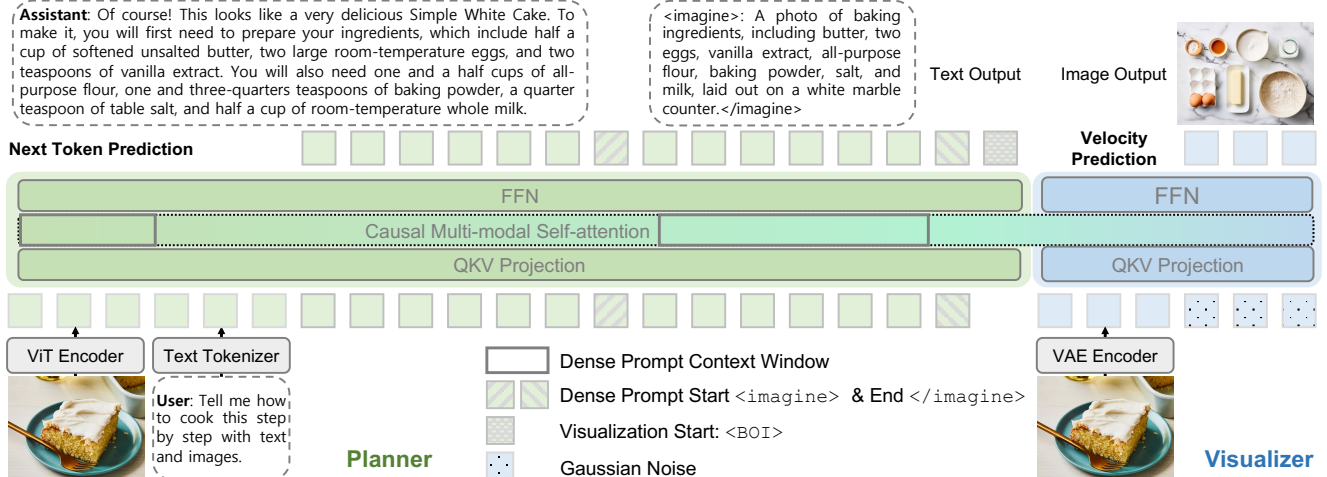 Assistant: Of course! This looks like a very delicious Simple White Cake. To
make it, you will first need to prepare your ingredients, which include half a
cup of softened unsalted butter, two large room-temperature eggs, and two
teaspoons of vanilla extract. You will also need one and a half cups of all-
purpose flour, one and three-quarters teaspoons of baking powder, a quarter
teaspoon of table salt, and half a cup of room-temperature whole milk.
<imagine>: A photo of baking
ingredients, including butter, two
eggs, vanilla extract, all-purpose
flour, baking powder, salt, and
milk, laid out on a white marble
counter.</imagine>
Text Output
Image Output
Next Token Prediction
Velocity
Prediction
FFN
FFN
Causal Multi-modal Self-attention
QKV Projection
QKV Projection
ViT Encoder
Text Tokenizer
User: Tell me how
to cook this step
by step with text
and images.
Planner
Dense Prompt Context Window
Dense Prompt Start <imagine> & End </imagine>
Visualization Start: <BOI>
Gaussian Noise
VAE Encoder
Visualizer